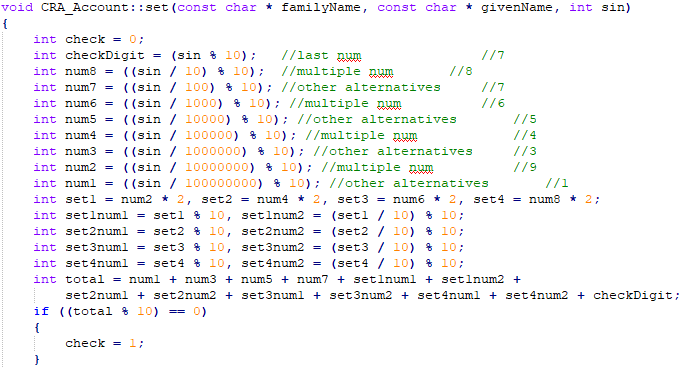 void CRA_Account::set(const char * familyName, const char * givenName, int sin)
{
int check = 0;
int checkDigit = (sin % 10); //last num //7
int num8 = ((sin / 10) % 10); //multiple num //8
int num7 = ((sin / 100) % 10); //other alternatives //7
int num6 = ((sin / 1000) % 10); //multiple num //6
int num5 = ((sin / 10000) % 10); //other alternatives //5
int num4 = ((sin / 100000) % 10); //multiple num //4
int num3 = ((sin / 1000000) % 10); //other alternatives //3
int num2 = ((sin / 10000000) % 10); //multiple num //9
int num1 = ((sin / 100000000) % 10); //other alternatives //1
int set1 = num2 * 2, set2 = num4 * 2, set3 = num6 * 2, set4 = num8 * 2;
int set1num1 = set1 % 10, set1num2 = (set1 / 10) % 10;
int set2num1 = set2 % 10, set2num2 = (set2 / 10) % 10;
int set3num1 = set3 % 10, set3num2 = (set3 / 10) % 10;
int set4num1 = set4 % 10, set4num2 = (set4 / 10) % 10;
int total = num1 + num3 + num5 + num7 + set1num1 + set1num2 +
set2num1 + set2num2 + set3num1 + set3num2 + set4num1 + set4num2 + checkDigit;
if ((total % 10) == 0)
{
check = 1;
}